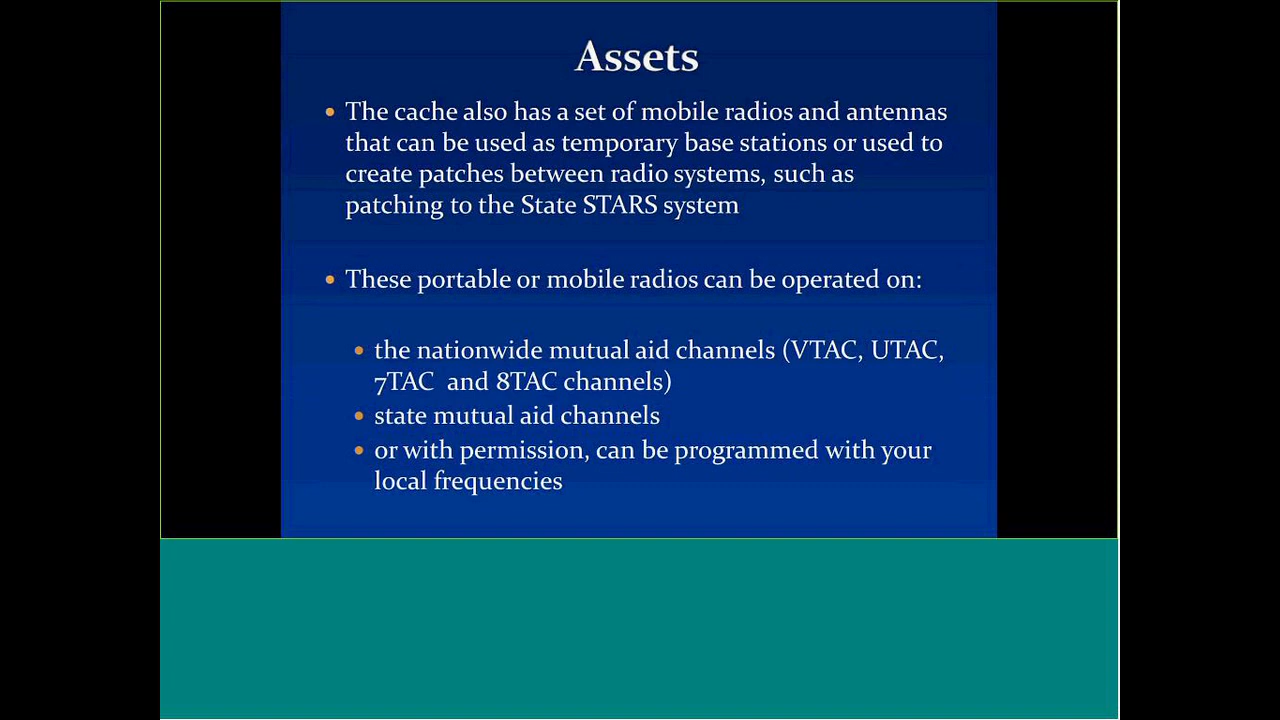 Assets
• The cache also has a set of mobile radios and antennas
that can be used as temporary base stations or used to
create patches between radio systems, such as
patching to the State STARS system
• These portable or mobile radios can be operated on:
• the nationwide mutual aid channels (VTAC, UTAC,
7TAC  and 8TAC channels)
• state mutual aid channels
• or with permission, can be programmed with your
local frequencies